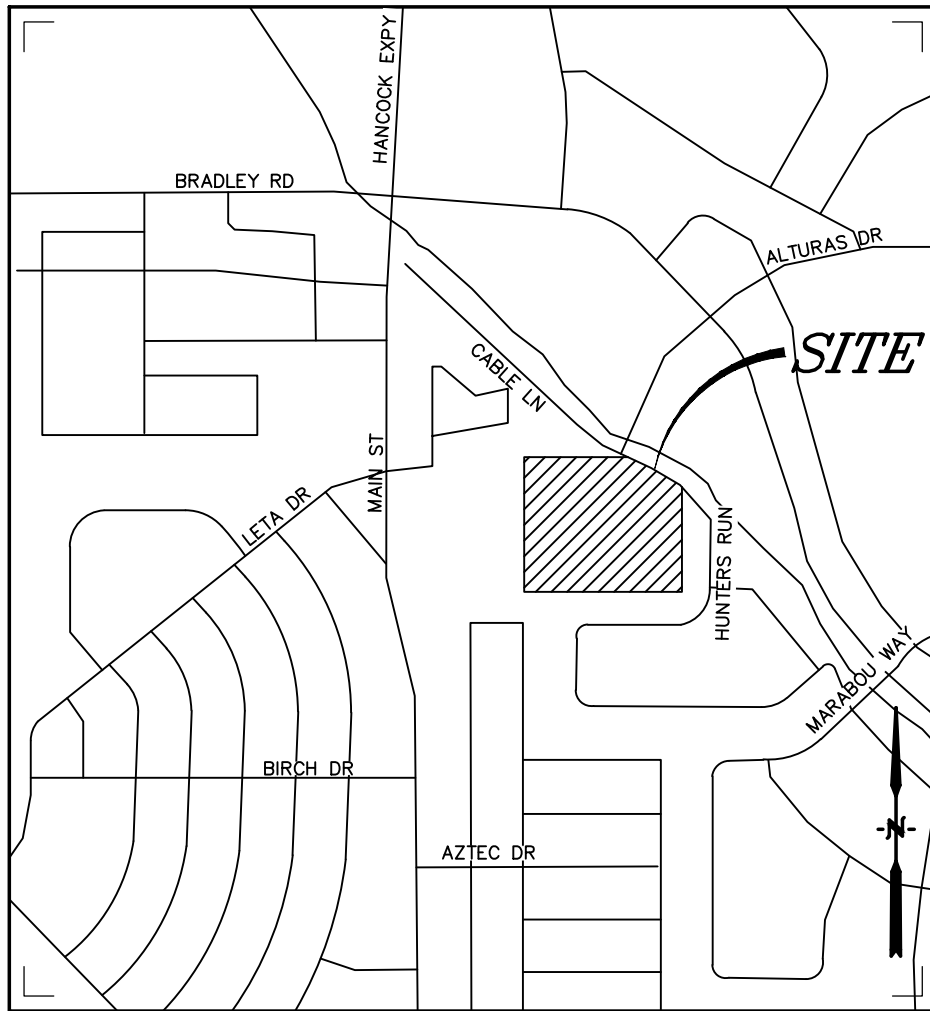 HANCOCK EXPY
BRADLEY RD
ALTURAS DR
SITE
CABLE LN
MAIN ST
LETA DR
HUNTERS RUN
MARABOU WAY
BIRCH DR
N
AZTEC DR